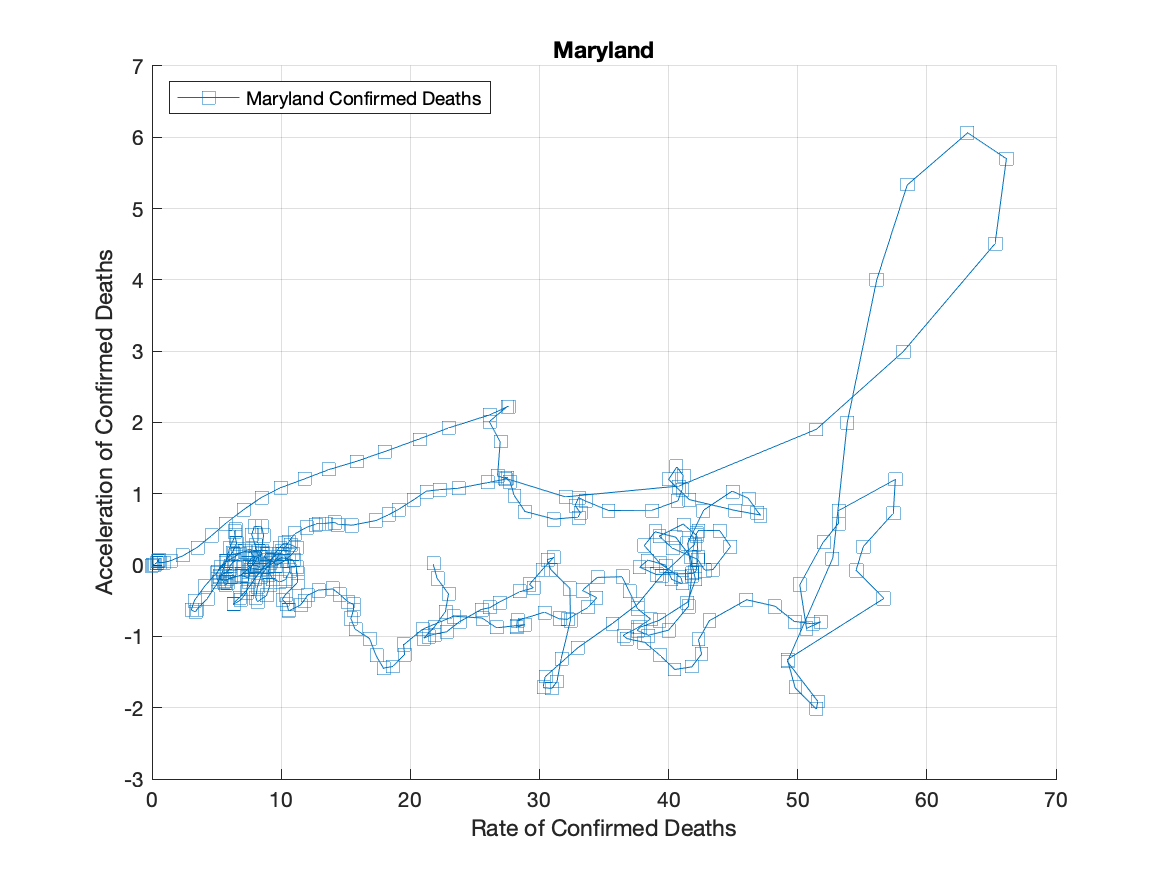 Maryland
7
Maryland Confirmed Deaths
6
5
4
3
2
1
0
-1
-2
-3
Acceleration of Confirmed Deaths
0 10 20 30 40 50 60 70
Rate of Confirmed Deaths